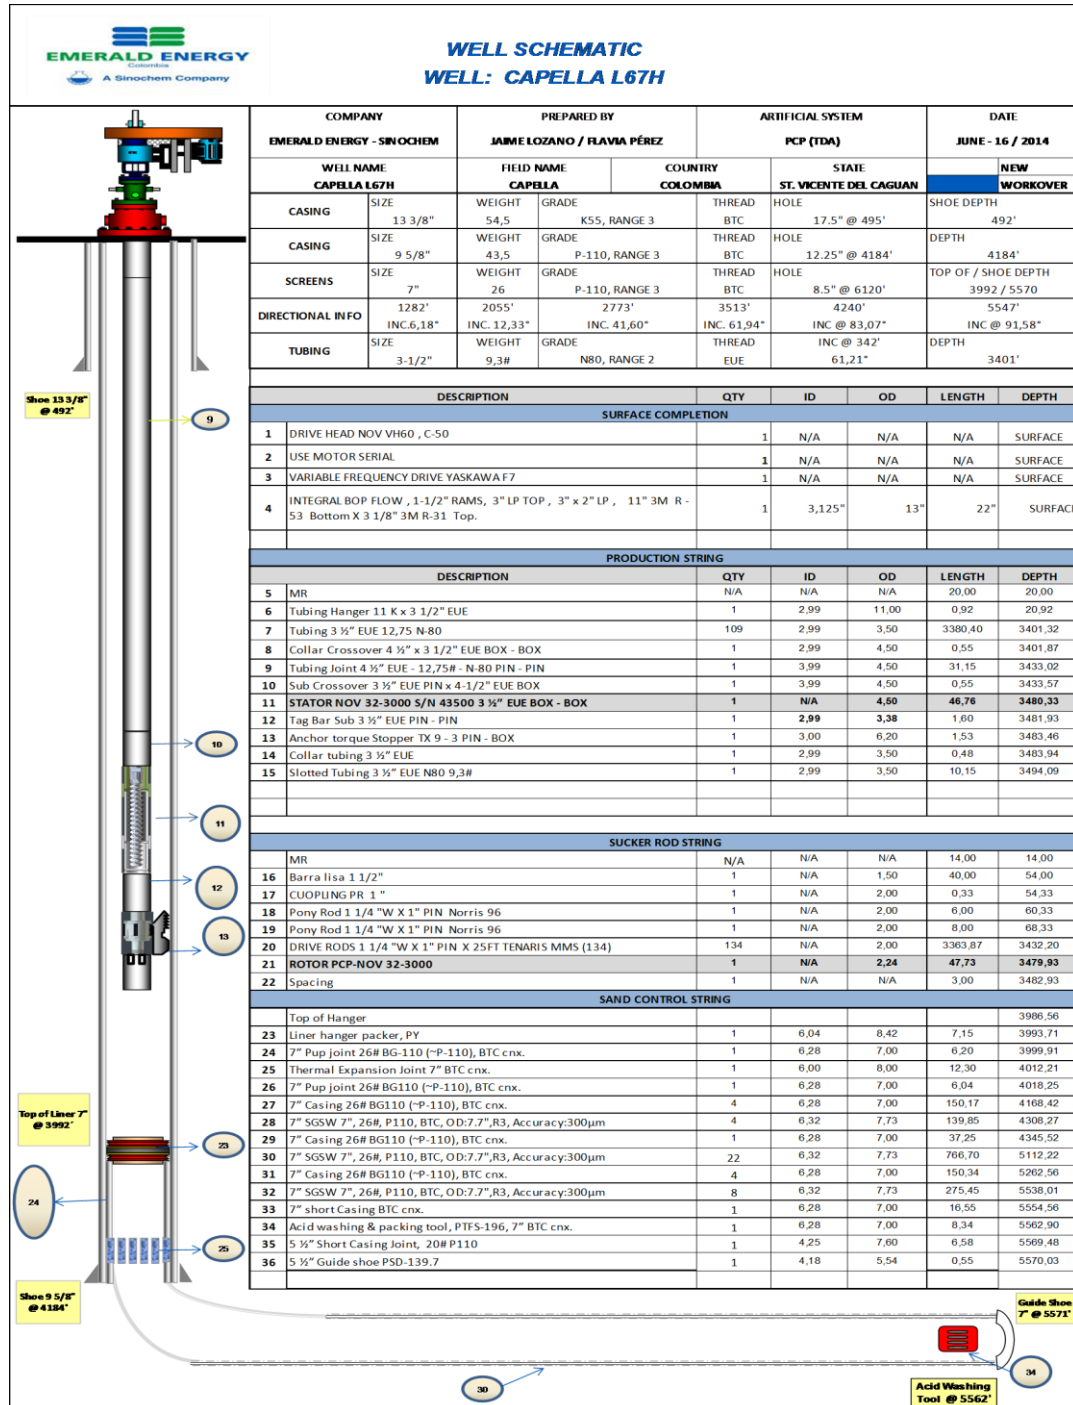 EMERALD ENERGY
Colombia
A Sinochem Company
WELL SCHEMATIC
WELL: CAPELLA L67H
COMPANY PREPARED BY ARTIFICIAL SYSTEM DATE
EMERALD ENERGY - SINOCHEM JAIME LOZANO / FLAVIA PÉREZ PCP (TDA) JUNE - 16 / 2014
WELL NAME FIELD NAME COUNTRY STATE NEW
CAPELLA L67H CAPELLA COLOMBIA ST. VICENTE DEL CAGUAN WORKOVER
CASING SIZE WEIGHT GRADE THREAD HOLE SHOE DEPTH
13 3/8" 54,5 K55, RANGE 3 BTC 17.5" @ 495' 492'
CASING SIZE WEIGHT GRADE THREAD HOLE DEPTH
9 5/8" 43,5 P-110, RANGE 3 BTC 12.25" @ 4184' 4184'
SCREENS SIZE WEIGHT GRADE THREAD HOLE TOP OF / SHOE DEPTH
7" 26 P-110, RANGE 3 BTC 8.5" @ 6120' 3992 / 5570
DIRECTIONAL INFO 1282' 2055' 2773' 3513' 4240' 5547'
INC.6,18° INC. 12,33° INC. 41,60° INC. 61,94° INC @ 83,07° INC @ 91,58°
TUBING SIZE WEIGHT GRADE THREAD INC @ 342' DEPTH
3-1/2" 9,3# N80, RANGE 2 EUE 61,21° 3401'
DESCRIPTION QTY ID OD LENGTH DEPTH
SURFACE COMPLETION
1 DRIVE HEAD NOV VH60 , C-50 1 N/A N/A N/A SURFACE
2 USE MOTOR SERIAL 1 N/A N/A N/A SURFACE
3 VARIABLE FREQUENCY DRIVE YASKAWA F7 1 N/A N/A N/A SURFACE
4 INTEGRAL BOP FLOW , 1-1/2" RAMS, 3" LP TOP , 3" x 2" LP , 11" 3M R -
53 Bottom X 3 1/8" 3M R-31 Top. 1 3,125" 13" 22" SURFACE
PRODUCTION STRING
DESCRIPTION QTY ID OD LENGTH DEPTH
5 MR N/A N/A N/A 20,00 20,00
6 Tubing Hanger 11 K x 3 1/2" EUE 1 2,99 11,00 0,92 20,92
7 Tubing 3 ½" EUE 12,75 N-80 109 2,99 3,50 3380,40 3401,32
8 Collar Crossover 4 ½" x 3 1/2" EUE BOX - BOX 1 3,99 4,50 0,55 3401,87
9 Tubing Joint 4 ½" EUE - 12,75# - N-80 PIN - PIN 1 3,99 4,50 31,15 3433,02
10 Sub Crossover 3 ½" EUE PIN x 4-1/2" EUE BOX 1 3,99 4,50 0,55 3433,57
11 STATOR NOV 32-3000 S/N 43500 3 ½" EUE BOX - BOX 1 N/A 4,50 46,76 3480,33
12 Tag Bar Sub 3 ½" EUE PIN - PIN 1 2,99 3,38 1,60 3481,93
13 Anchor torque Stopper TX 9 - 3 PIN - BOX 1 3,00 6,20 1,53 3483,46
14 Collar tubing 3 ½" EUE 1 2,99 3,50 0,48 3483,94
15 Slotted Tubing 3 ½" EUE N80 9,3# 1 2,99 3,50 10,15 3494,09
SUCKER ROD STRING
MR N/A N/A N/A 14,00 14,00
16 Barra lisa 1 1/2" 1 N/A 1,50 40,00 54,00
17 CUOPLING PR 1 " 1 N/A 2,00 0,33 54,33
18 Pony Rod 1 1/4 "W X 1" PIN Norris 96 1 N/A 2,00 6,00 60,33
19 Pony Rod 1 1/4 "W X 1" PIN Norris 96 1 N/A 2,00 8,00 68,33
20 DRIVE RODS 1 1/4 "W X 1" PIN X 25FT TENARIS MMS (134) 134 N/A 2,00 3363,87 3432,20
21 ROTOR PCP-NOV 32-3000 1 N/A 2,24 47,73 3479,93
22 Spacing 1 N/A N/A 3,00 3482,93
SAND CONTROL STRING
Top of Hanger 3986,56
23 Liner hanger packer, PY 1 6,04 8,42 7,15 3993,71
24 7" Pup joint 26# BG-110 (~P-110), BTC cnx. 1 6,28 7,00 6,20 3999,91
25 Thermal Expansion Joint 7" BTC cnx. 1 6,00 8,00 12,30 4012,21
26 7" Pup joint 26# BG110 (~P-110), BTC cnx. 1 6,28 7,00 6,04 4018,25
27 7" Casing 26# BG110 (~P-110), BTC cnx. 4 6,28 7,00 150,17 4168,42
28 7" SGSW 7", 26#, P110, BTC, OD:7.7",R3, Accuracy:300µm 4 6,32 7,73 139,85 4308,27
29 7" Casing 26# BG110 (~P-110), BTC cnx. 1 6,28 7,00 37,25 4345,52
30 7" SGSW 7", 26#, P110, BTC, OD:7.7",R3, Accuracy:300µm 22 6,32 7,73 766,70 5112,22
31 7" Casing 26# BG110 (~P-110), BTC cnx. 4 6,28 7,00 150,34 5262,56
32 7" SGSW 7", 26#, P110, BTC, OD:7.7",R3, Accuracy:300µm 8 6,32 7,73 275,45 5538,01
33 7" short Casing BTC cnx. 1 6,28 7,00 16,55 5554,56
34 Acid washing & packing tool, PTFS-196, 7" BTC cnx. 1 6,28 7,00 8,34 5562,90
35 5 ½" Short Casing Joint, 20# P110 1 4,25 7,60 6,58 5569,48
36 5 ½" Guide shoe PSD-139.7 1 4,18 5,54 0,55 5570,03
Shoe 13 3/8"
@ 492'
9
10
11
12
13
Top of Liner 7"
@ 3992'
23
24
25
Shoe 9 5/8"
@ 4184'
Guide Shoe
7" @ 5571'
34
30
Acid Washing
Tool @ 5562'